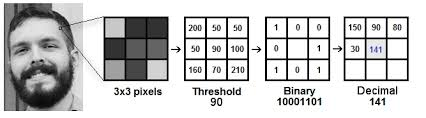 200 50 50
50 90 100
160 70 210
1 0 0
0 1
1 0 1
150 90 80
30 141
3x3 pixels
Threshold
90
Binary
10001101
Decimal
141